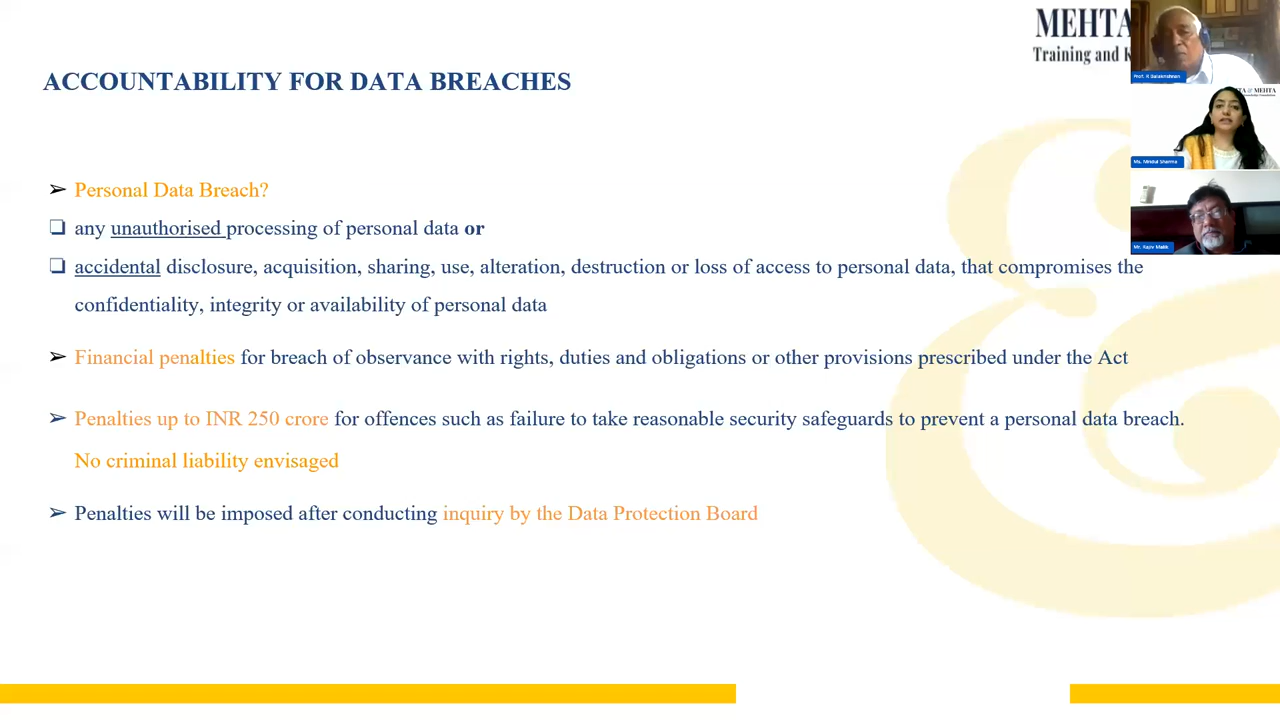 MEHTA
Training and K
ACCOUNTABILITY FOR DATA BREACHES
➢ Personal Data Breach?
❑ any unauthorised processing of personal data or
❑ accidental disclosure, acquisition, sharing, use, alteration, destruction or loss of access to personal data, that compromises the
confidentiality, integrity or availability of personal data
➢ Financial penalties for breach of observance with rights, duties and obligations or other provisions prescribed under the Act
➢ Penalties up to INR 250 crore for offences such as failure to take reasonable security safeguards to prevent a personal data breach.
No criminal liability envisaged
➢ Penalties will be imposed after conducting inquiry by the Data Protection Board
Prof. R Balakrishnan
MEHTA
Ms. Mridul Sharma
Mr. Rajiv Malik